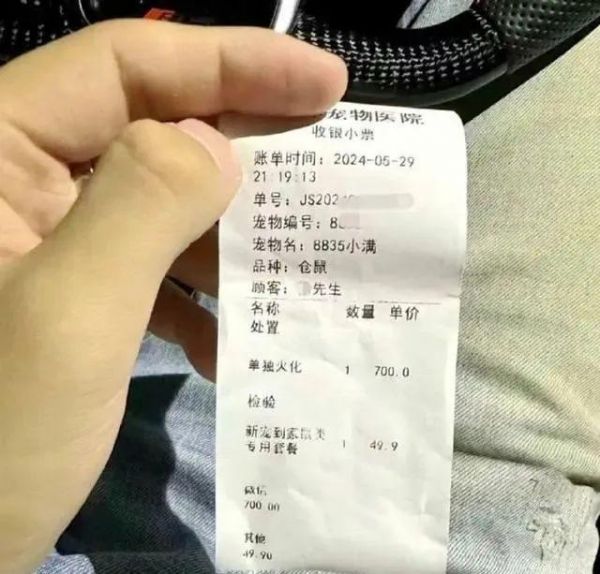 宠物医院
收银小票
账单时间: 2024-05-29
21:19:13
单号: JS202
宠物编号: 8
宠物名: 8835小满
品种: 仓鼠
顾客: 先生
名称 数量 单价
处置
单独火化 1 700.0
检验
新宠到家鼠类 1 49.9
专用套餐
微信
700.00
其他
49.90